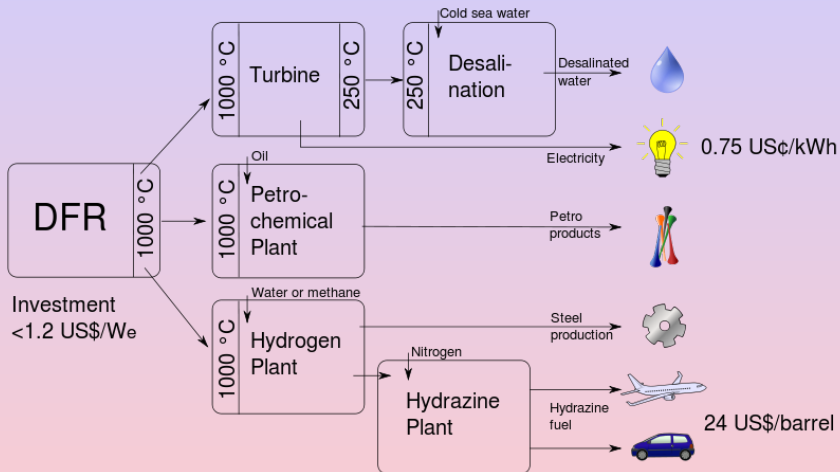 Cold sea water
1000 °C
Turbine
250 °C
250 °C
Desali-
nation
Desalinated
water
Electricity
0.75 US¢/kWh
DFR
1000 °C
Investment
<1.2 US$/We
Oil
1000 °C
Petro-
chemical
Plant
Petro
products
Water or methane
1000 °C
Hydrogen
Plant
Steel
production
Nitrogen
Hydrazine
Plant
Hydrazine
fuel
24 US$/barrel